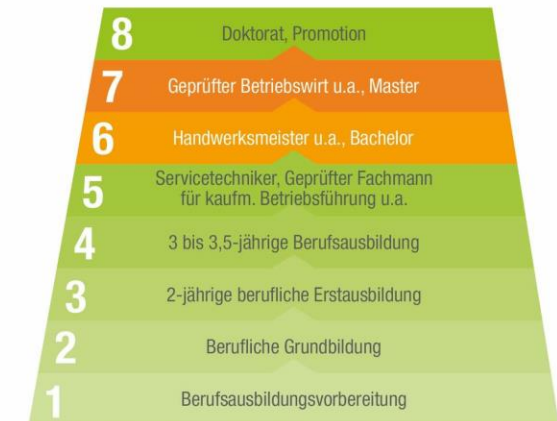 8 Doktorat, Promotion
7 Geprüfter Betriebswirt u.a., Master
6 Handwerksmeister u.a., Bachelor
5 Servicetechniker, Geprüfter Fachmann
für kaufm. Betriebsführung u.a.
4 3 bis 3,5-jährige Berufsausbildung
3 2-jährige berufliche Erstausbildung
2 Berufliche Grundbildung
1 Berufsausbildungsvorbereitung